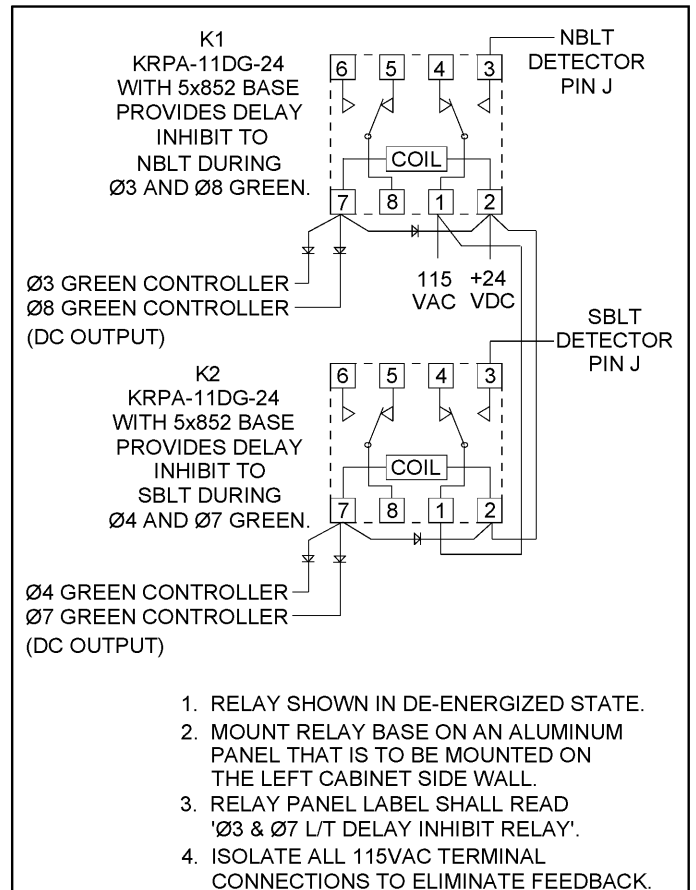 K1
KRPA-11DG-24
WITH 5x852 BASE
PROVIDES DELAY
INHIBIT TO
NBLT DURING
Ø3 AND Ø8 GREEN.
6 5 4 3
COIL
7 8 1 2
NBLT
DETECTOR
PIN J
115
VAC
+24
VDC
Ø3 GREEN CONTROLLER
Ø8 GREEN CONTROLLER
(DC OUTPUT)
SBLT
DETECTOR
PIN J
K2
KRPA-11DG-24
WITH 5x852 BASE
PROVIDES DELAY
INHIBIT TO
SBLT DURING
Ø4 AND Ø7 GREEN.
6 5 4 3
COIL
7 8 1 2
Ø4 GREEN CONTROLLER
Ø7 GREEN CONTROLLER
(DC OUTPUT)
1. RELAY SHOWN IN DE-ENERGIZED STATE.
2. MOUNT RELAY BASE ON AN ALUMINUM
PANEL THAT IS TO BE MOUNTED ON
THE LEFT CABINET SIDE WALL.
3. RELAY PANEL LABEL SHALL READ
'Ø3 & Ø7 L/T DELAY INHIBIT RELAY'.
4. ISOLATE ALL 115VAC TERMINAL
CONNECTIONS TO ELIMINATE FEEDBACK.